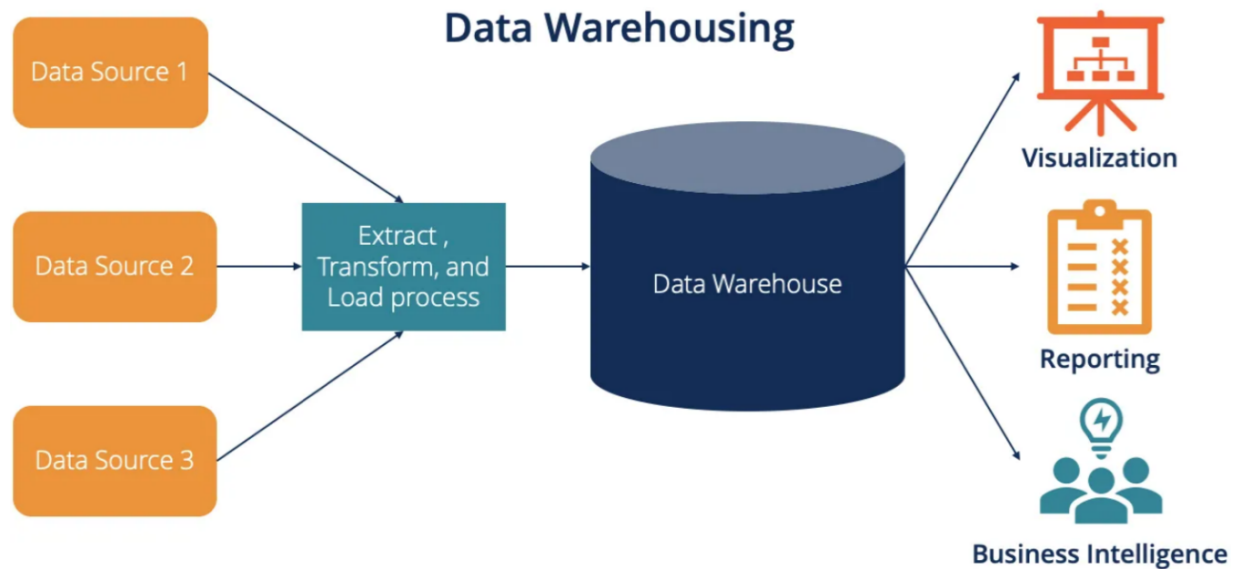 Data Warehousing
Data Source 1
Data Source 2
Data Source 3
Extract ,
Transform, and
Load process
Data Warehouse
Visualization
Reporting
Business Intelligence